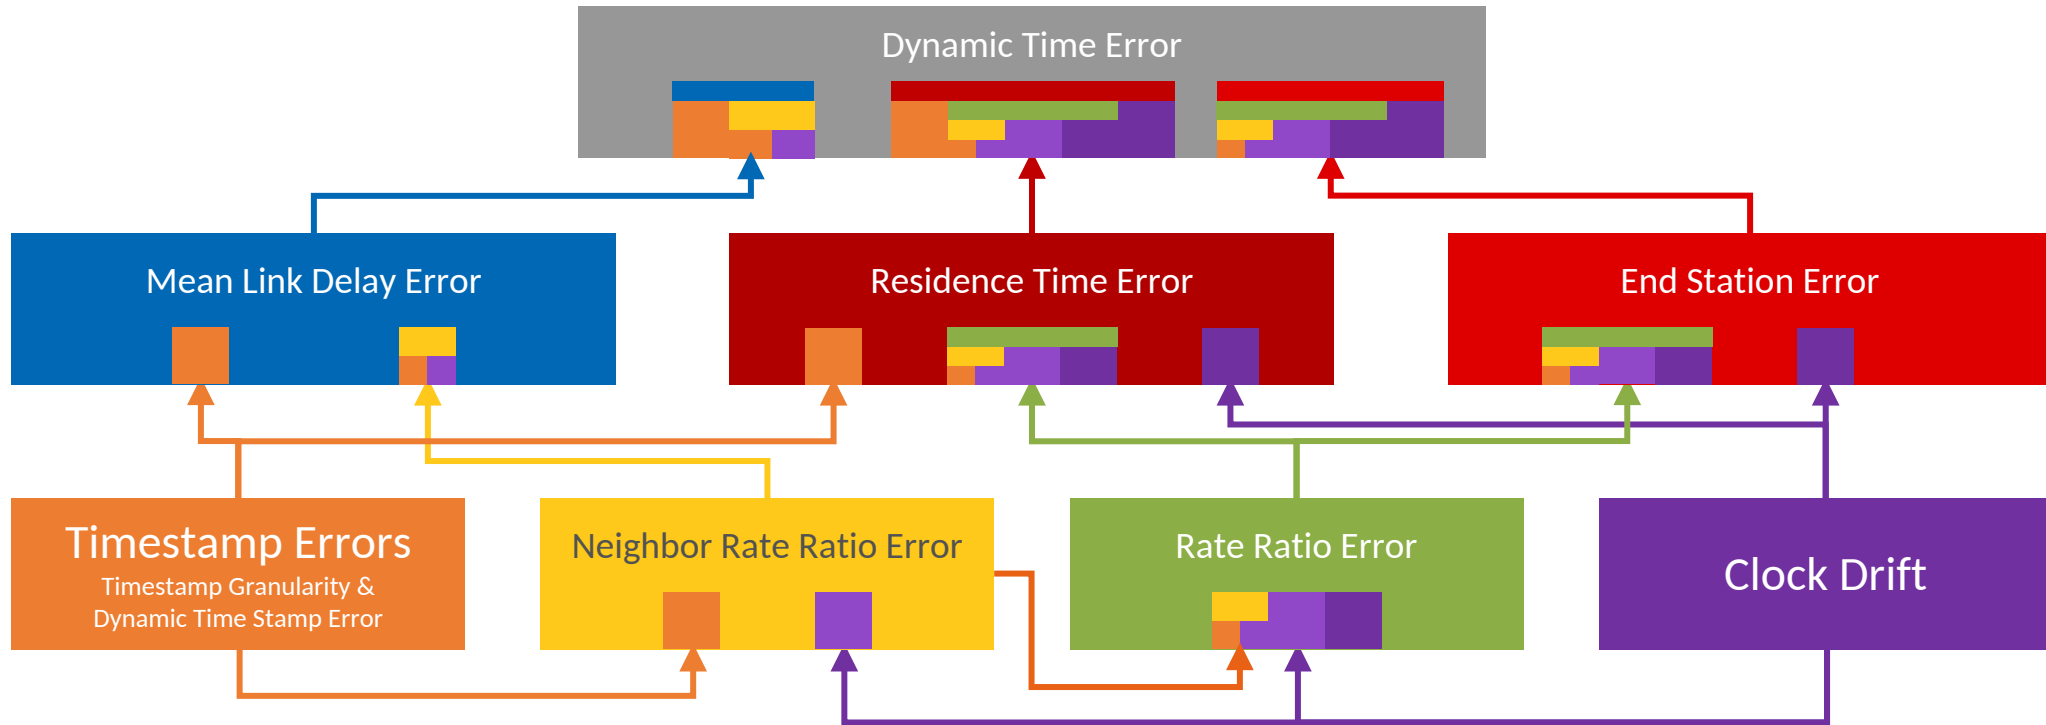 Dynamic Time Error
Mean Link Delay Error
Residence Time Error
End Station Error
Timestamp Errors
Timestamp Granularity &
Dynamic Time Stamp Error
Neighbor Rate Ratio Error
Rate Ratio Error
Clock Drift